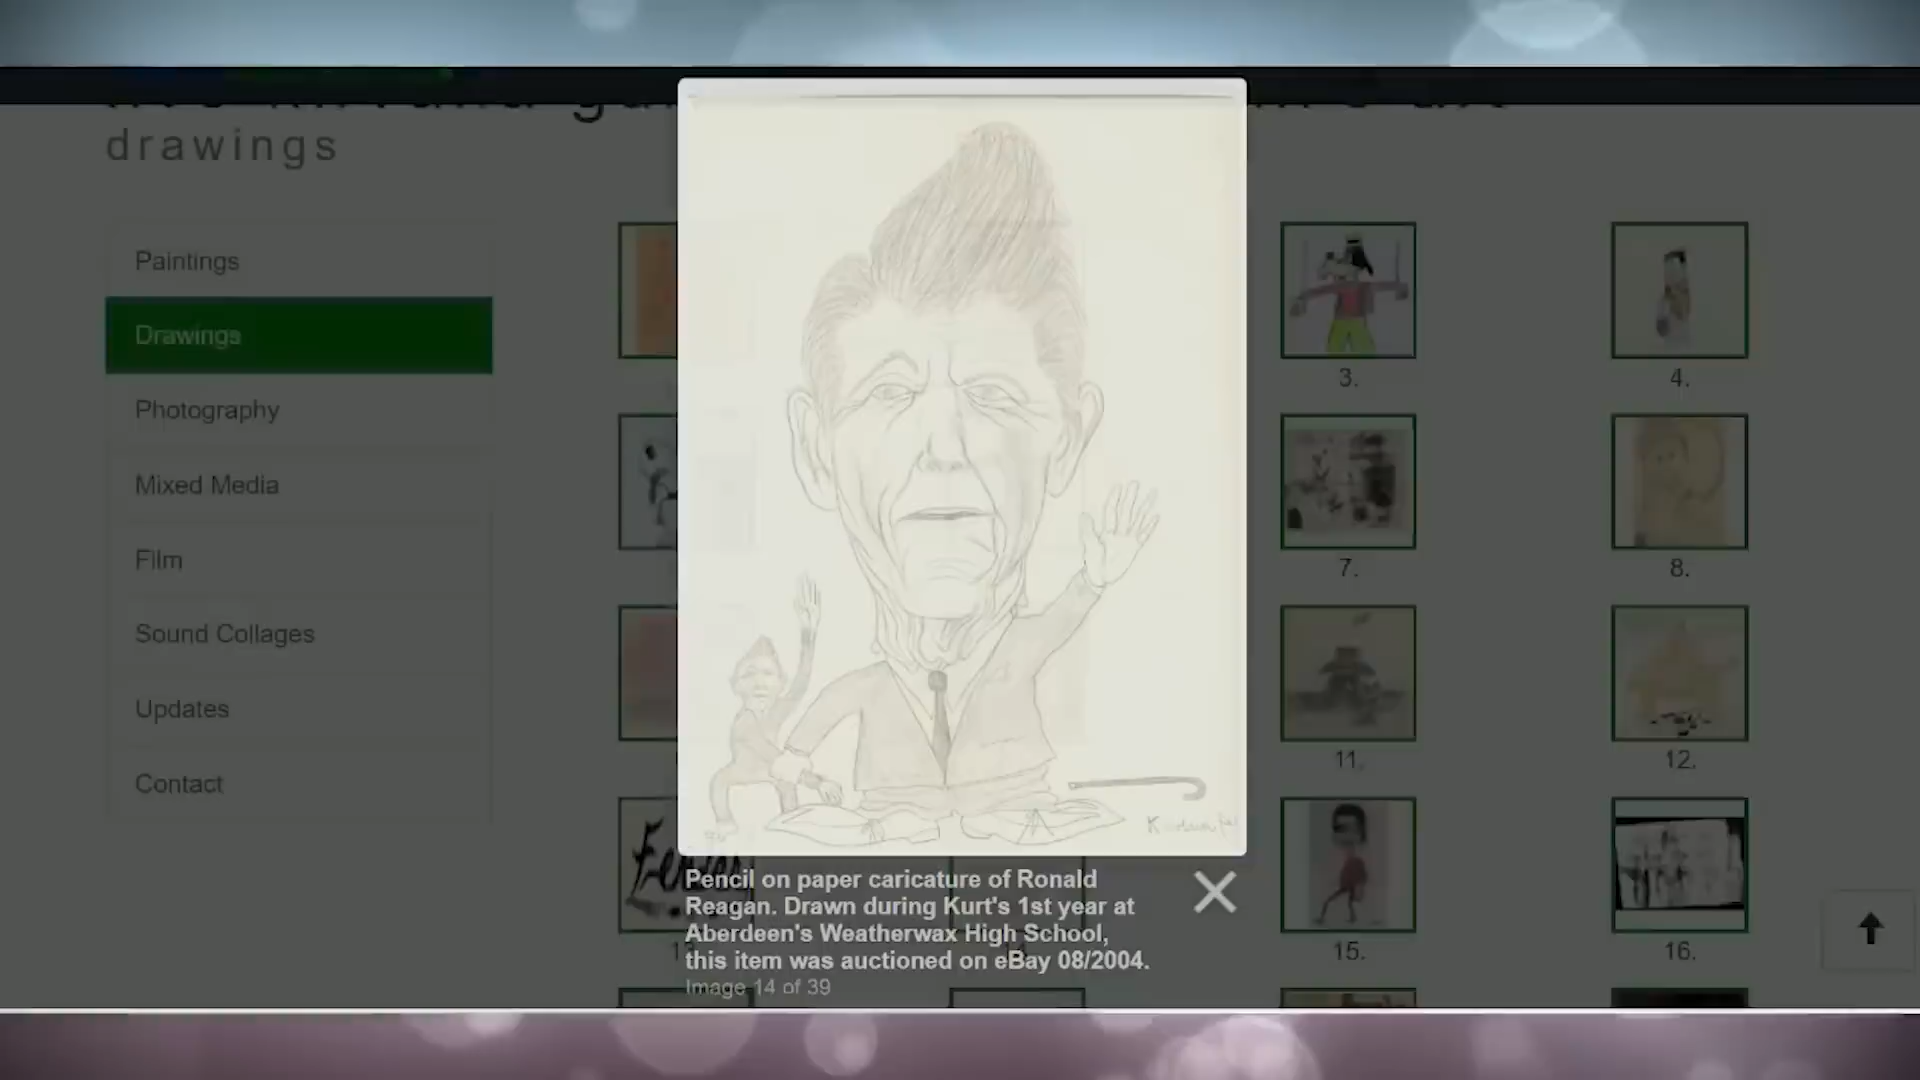 drawings
Paintings
Drawings
Photography
Mixed Media
Film
Sound Collages
Updates
Contact
3.
4.
7.
8.
11.
12.
15.
16.
Pencil on paper caricature of Ronald
Reagan. Drawn during Kurt's 1st year at
Aberdeen's Weatherwax High School,
this item was auctioned on eBay 08/2004.
Image 14 of 39